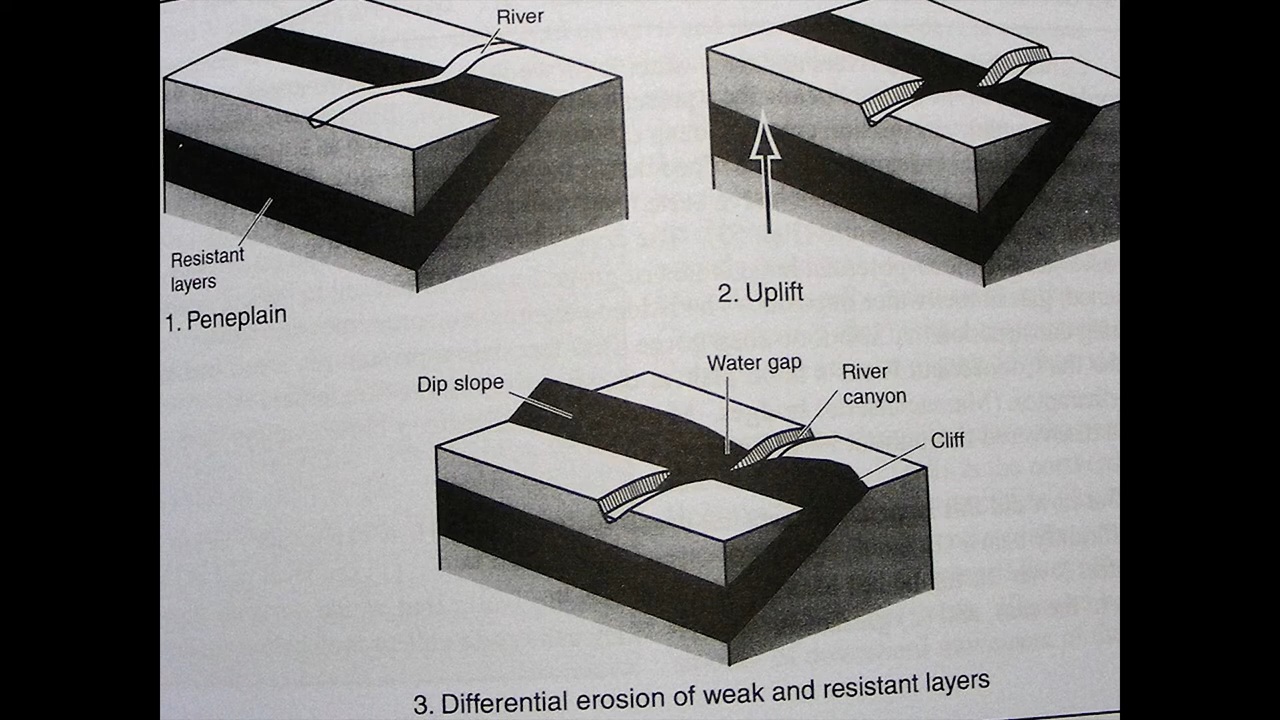 River
Resistant
layers
1. Peneplain
2. Uplift
Dip slope
Water gap
River
canyon
Cliff
3. Differential erosion of weak and resistant layers